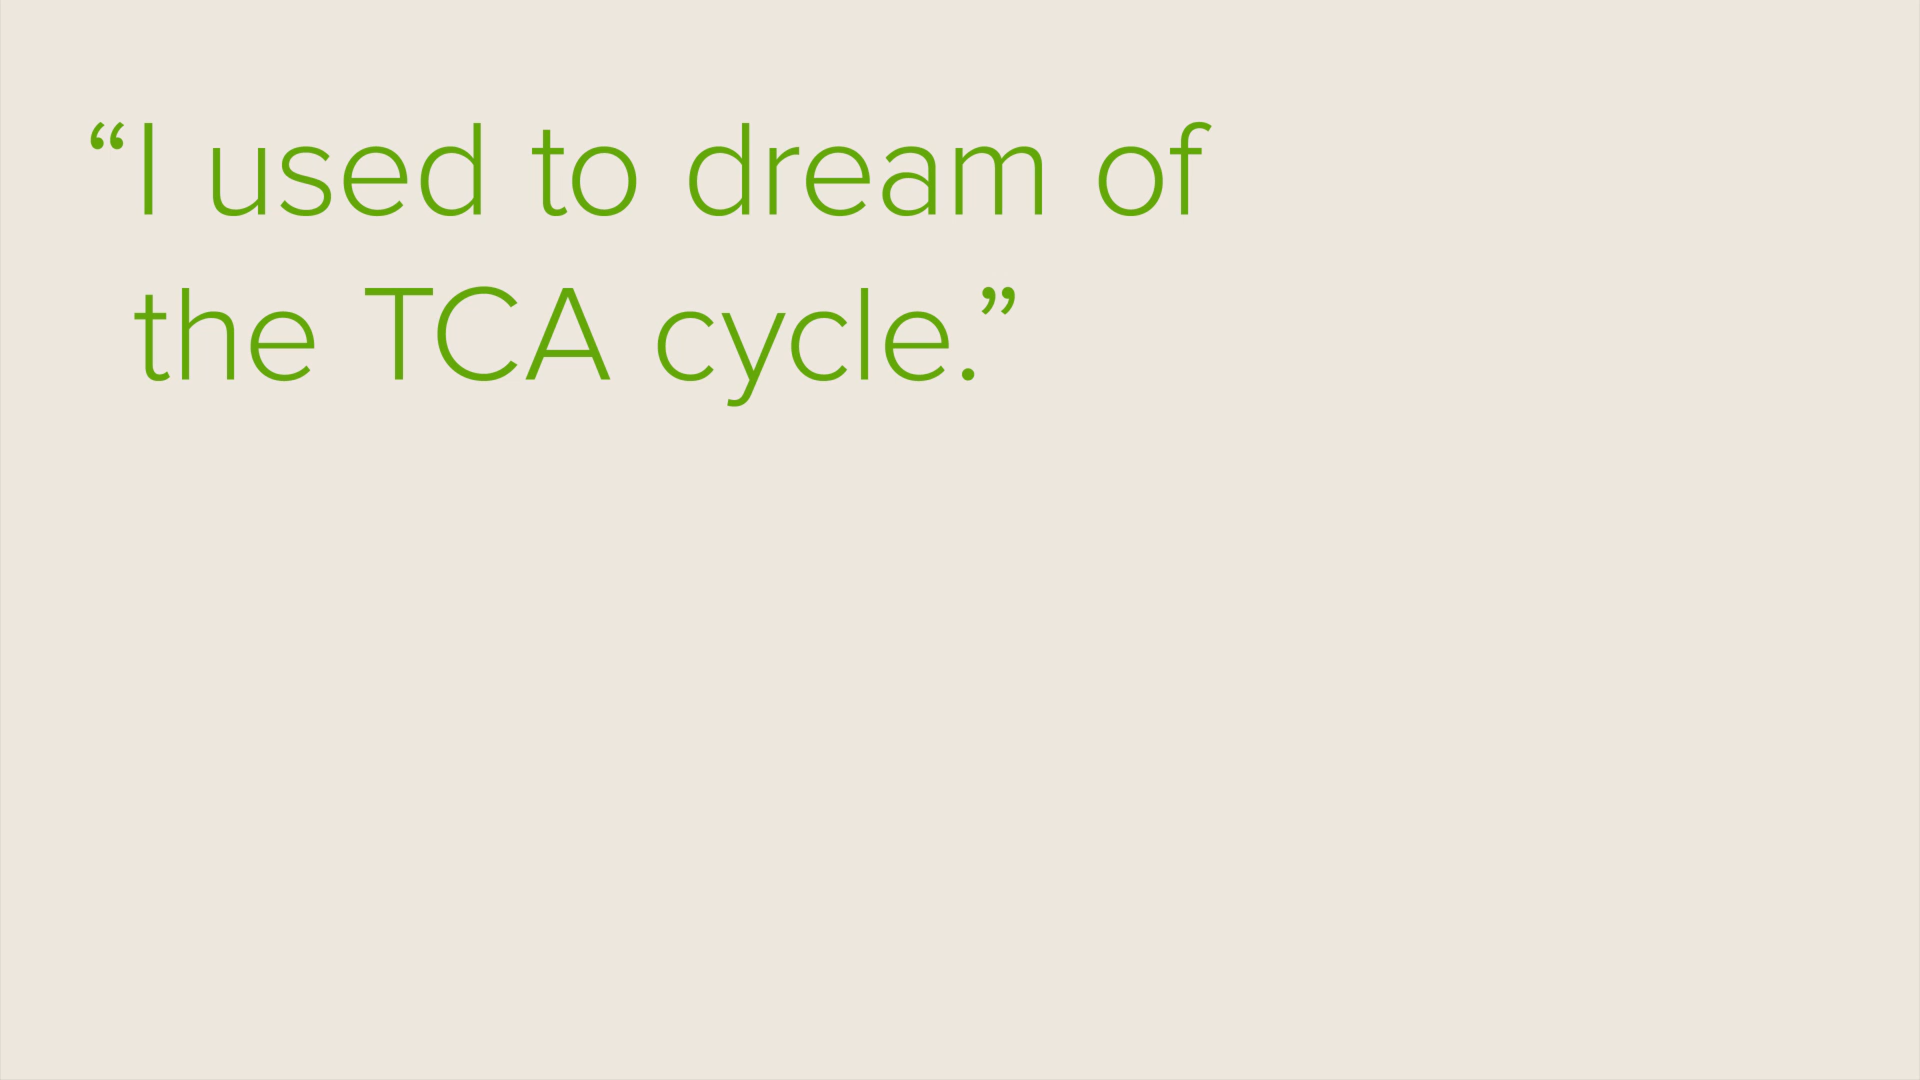 “I used to dream of
the TCA cycle.”